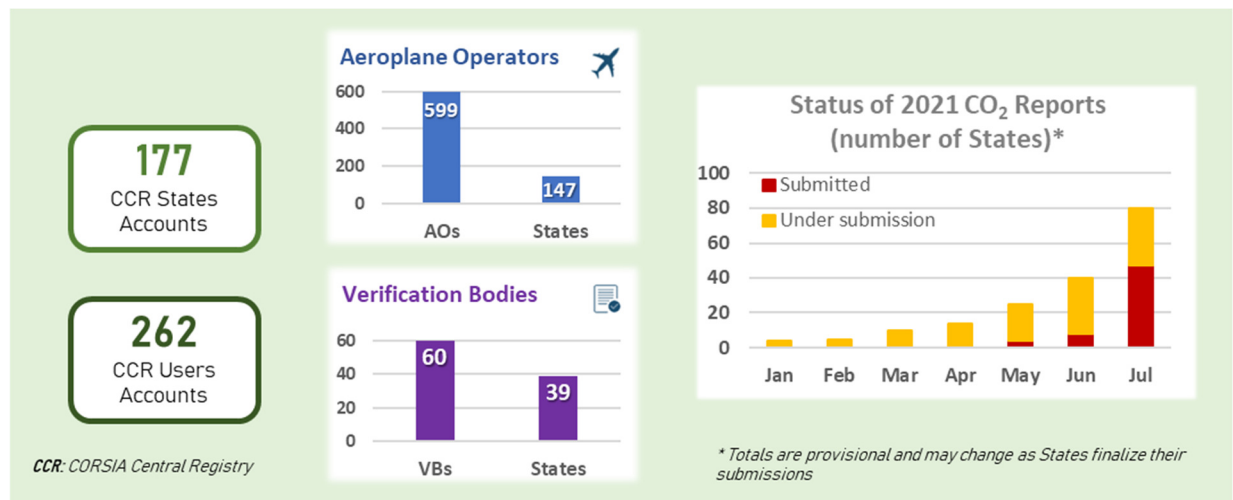 177
CCR States
Accounts
262
CCR Users
Accounts
CCR: CORSIA Central Registry
Aeroplane Operators
600
400
200
0
599
147
AOs
States
Verification Bodies
60
40
20
0
60
39
VBs
States
Status of 2021 CO₂ Reports
(number of States)*
100
80
60
40
20
0
Submitted
Under submission
Jan
Feb
Mar
Apr
May
Jun
Jul
* Totals are provisional and may change as States finalize their
submissions